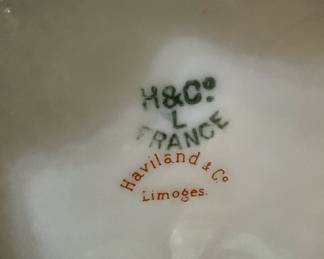 H&Cº
L
FRANCE
Haviland & Cº
Limoges.